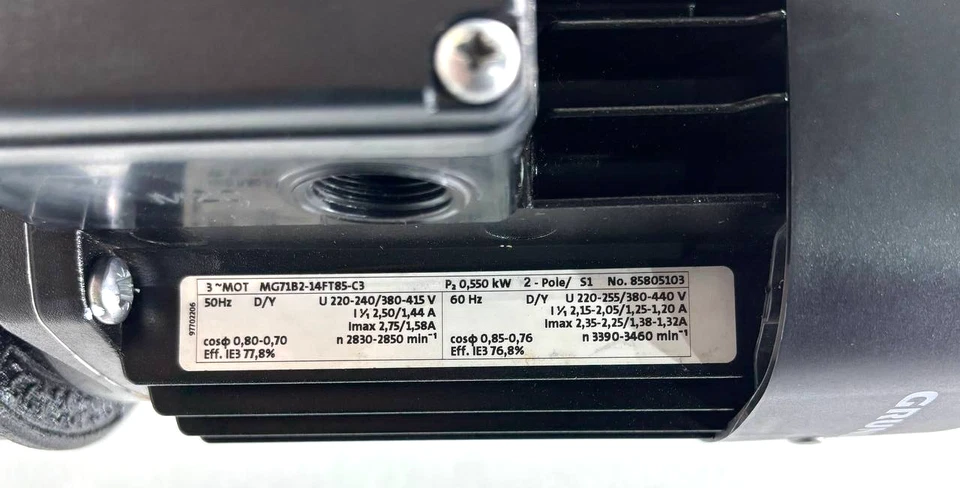 3 ~MOT MG71B2-14FT85-C3 P₂ 0,550 kW 2 - Pole/ S1 No. 85805103
50Hz D/Y U 220-240/380-415 V
I 1/1 2,50/1,44 A
Imax 2,75/1,58A
cosϕ 0,80-0,70 n 2830-2850 min⁻¹
Eff. IE3 77,8%
60 Hz D/Y U 220-255/380-440 V
I 1/1 2,15-2,05/1,25-1,20 A
Imax 2,35-2,25/1,38-1,32A
cosϕ 0,85-0,76 n 3390-3460 min⁻¹
Eff. IE3 76,8%
97702206
GRU